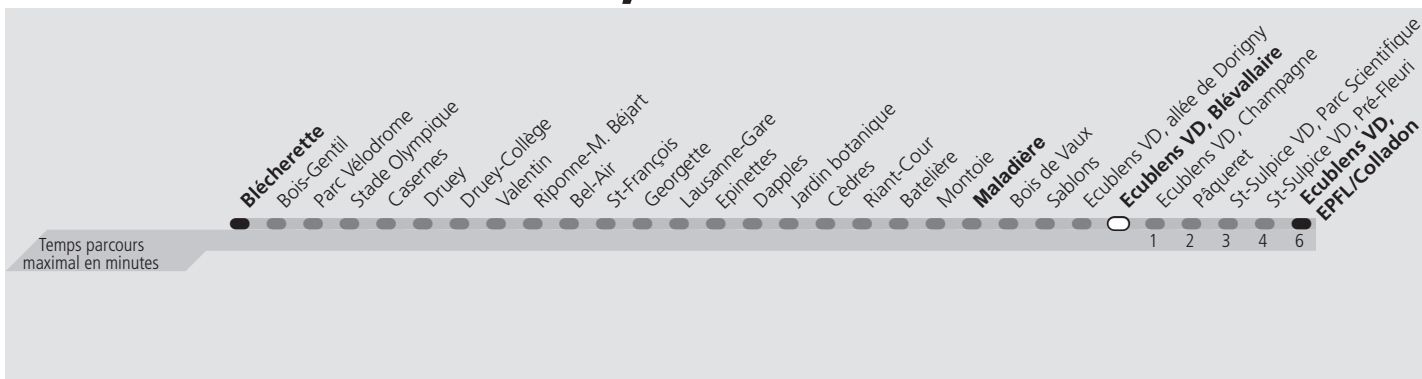 Blécherette
Bois-Gentil
Parc Vélodrome
Stade Olympique
Casernes
Druey
Druey-Collège
Valentin
Riponne-M. Béjart
Bel-Air
St-François
Georgette
Lausanne-Gare
Epinettes
Dapples
Jardin botanique
Cèdres
Riant-Cour
Batelière
Montoie
Maladière
Bois de Vaux
Sablons
Ecublens VD, allée de Dorigny
Ecublens VD, Blévallaire
Ecublens VD, Champagne
Pâqueret
St-Sulpice VD, Parc Scientifique
St-Sulpice VD, Pré-Fleuri
Ecublens VD,
EPFL/Colladon
Temps parcours
maximal en minutes
1 2 3 4 6